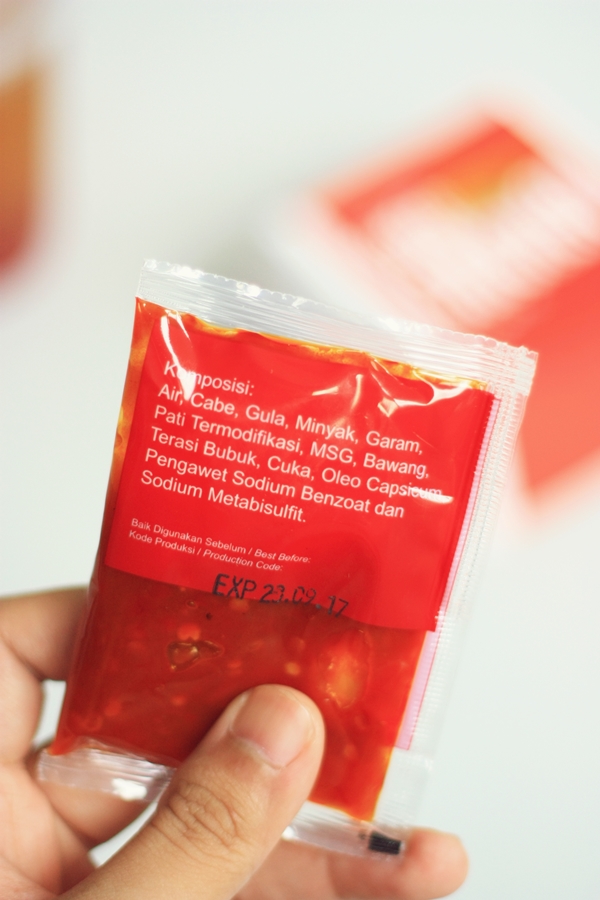 Komposisi:
Air, Cabe, Gula, Minyak, Garam,
Pati Termodifikasi, MSG, Bawang,
Terasi Bubuk, Cuka, Oleo Capsicum
Pengawet Sodium Benzoat dan
Sodium Metabisulfit.
Baik Digunakan Sebelum / Best Before:
Kode Produksi / Production Code:
EXP 29.09.17